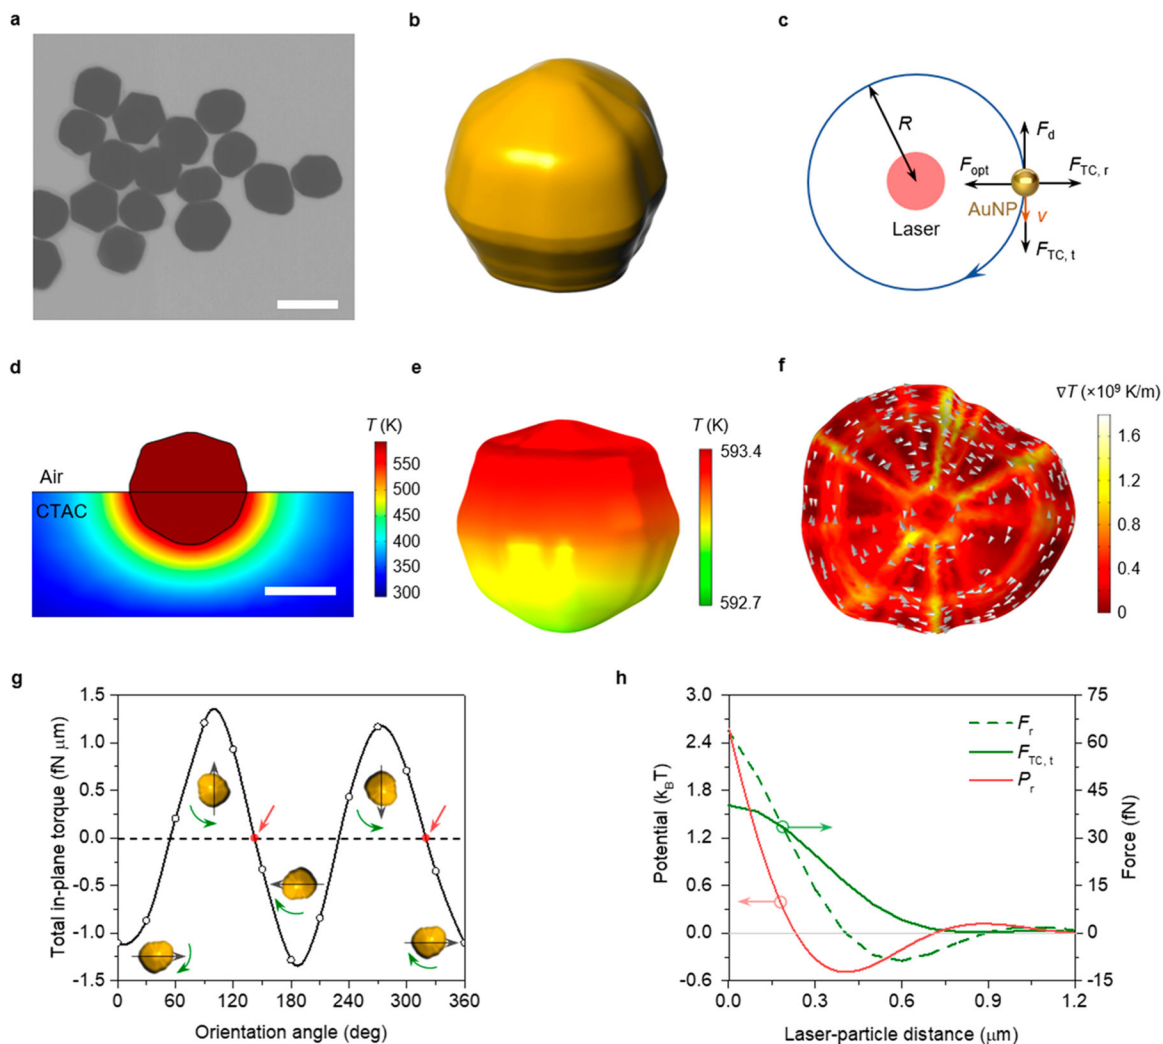 a
b
c
R
F_d
F_opt
F_TC, r
AuNP
v
Laser
F_TC, t
d
e
f
T (K)
Air
CTAC
550
500
450
400
350
300
T (K)
593.4
592.7
∇T (×10⁹ K/m)
1.6
1.2
0.8
0.4
0
g
h
Total in-plane torque (fN μm)
1.5
1.0
0.5
0.0
-0.5
-1.0
-1.5
0 60 120 180 240 300 360
Orientation angle (deg)
Potential (k_BT)
3.0
2.4
1.8
1.2
0.6
0.0
-0.6
F_r
F_TC, t
P_r
75
60
45
30
15
0
-15
Force (fN)
0.0 0.3 0.6 0.9 1.2
Laser-particle distance (μm)